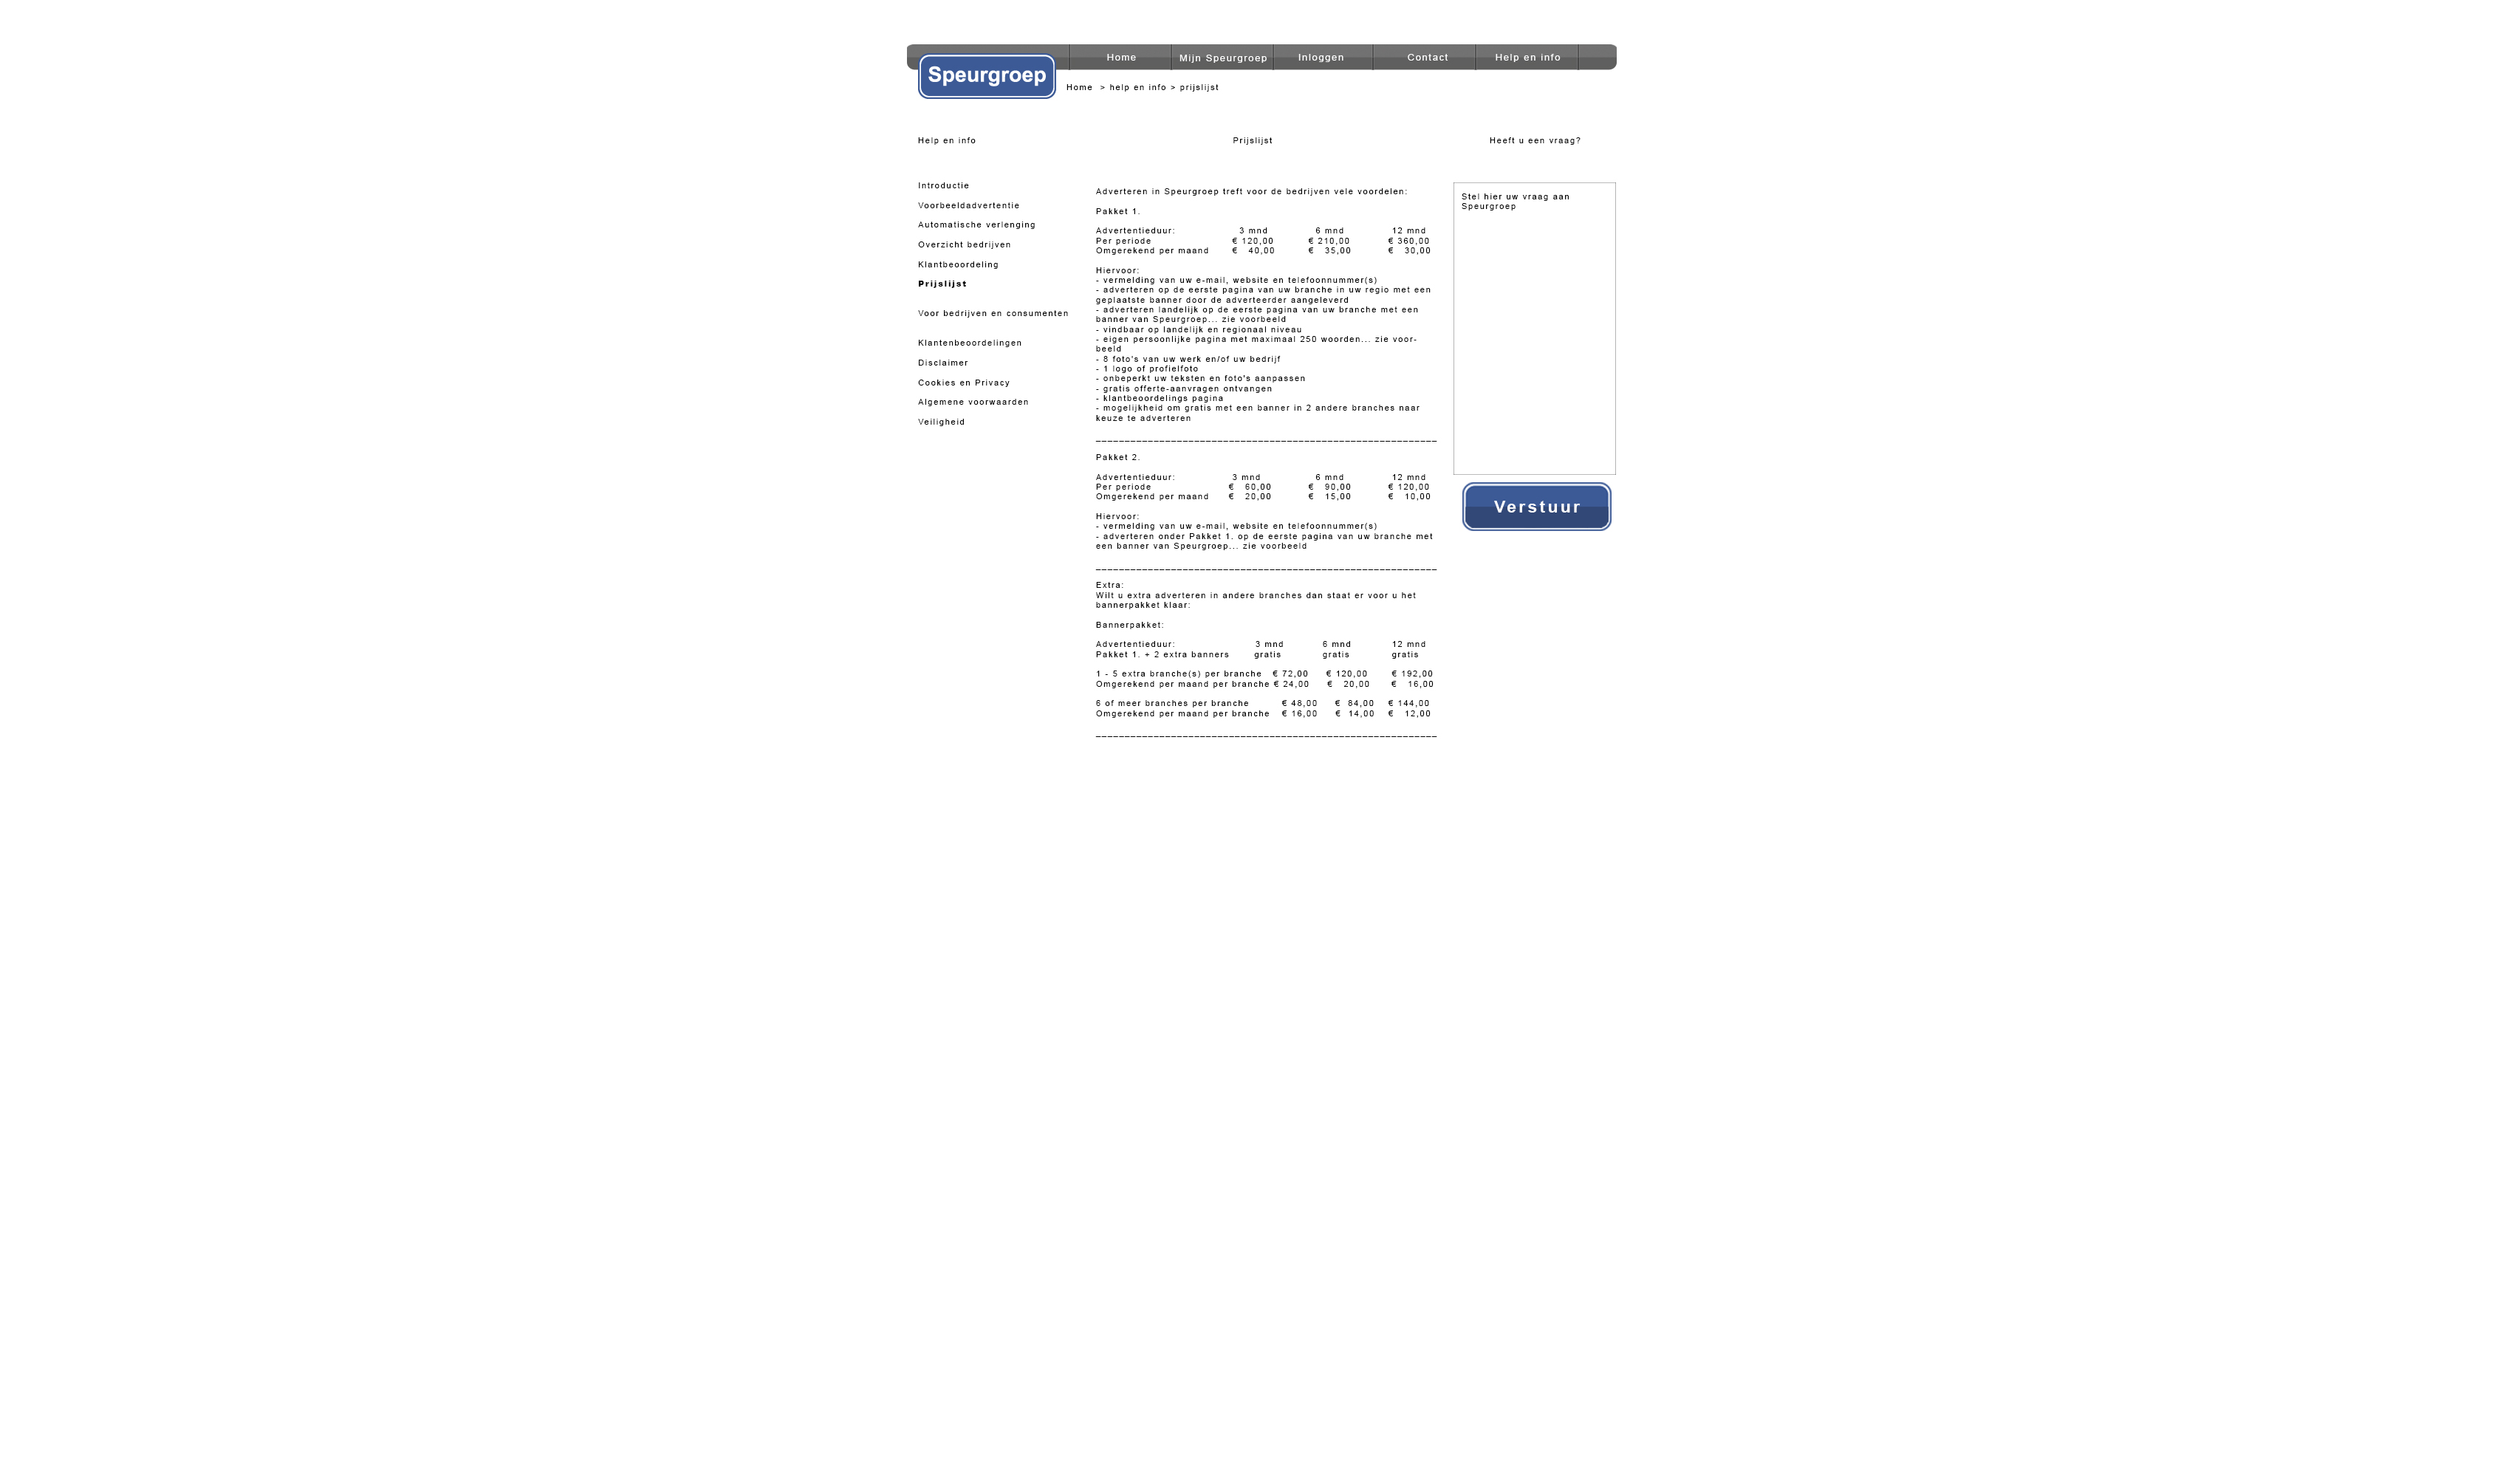 Home Mijn Speurgroep Inloggen Contact Help en info
Speurgroep
Home > help en info > prijslijst
Help en info
Prijslijst
Heeft u een vraag?
Introductie
Voorbeeldadvertentie
Automatische verlenging
Overzicht bedrijven
Klantbeoordeling
Prijslijst
Voor bedrijven en consumenten
Klantenbeoordelingen
Disclaimer
Cookies en Privacy
Algemene voorwaarden
Veiligheid
Adverteren in Speurgroep treft voor de bedrijven vele voordelen:
Pakket 1.
Advertentieduur: 3 mnd 6 mnd 12 mnd
Per periode € 120,00 € 210,00 € 360,00
Omgerekend per maand € 40,00 € 35,00 € 30,00
Hiervoor:
- vermelding van uw e-mail, website en telefoonnummer(s)
- adverteren op de eerste pagina van uw branche in uw regio met een
geplaatste banner door de adverteerder aangeleverd
- adverteren landelijk op de eerste pagina van uw branche met een
banner van Speurgroep... zie voorbeeld
- vindbaar op landelijk en regionaal niveau
- eigen persoonlijke pagina met maximaal 250 woorden... zie voor-
beeld
- 8 foto's van uw werk en/of uw bedrijf
- 1 logo of profielfoto
- onbeperkt uw teksten en foto's aanpassen
- gratis offerte-aanvragen ontvangen
- klantbeoordelings pagina
- mogelijkheid om gratis met een banner in 2 andere branches naar
keuze te adverteren
Pakket 2.
Advertentieduur: 3 mnd 6 mnd 12 mnd
Per periode € 60,00 € 90,00 € 120,00
Omgerekend per maand € 20,00 € 15,00 € 10,00
Hiervoor:
- vermelding van uw e-mail, website en telefoonnummer(s)
- adverteren onder Pakket 1. op de eerste pagina van uw branche met
een banner van Speurgroep... zie voorbeeld
Extra:
Wilt u extra adverteren in andere branches dan staat er voor u het
bannerpakket klaar:
Bannerpakket:
Advertentieduur: 3 mnd 6 mnd 12 mnd
Pakket 1. + 2 extra banners gratis gratis gratis
1 - 5 extra branche(s) per branche € 72,00 € 120,00 € 192,00
Omgerekend per maand per branche € 24,00 € 20,00 € 16,00
6 of meer branches per branche € 48,00 € 84,00 € 144,00
Omgerekend per maand per branche € 16,00 € 14,00 € 12,00
Stel hier uw vraag aan
Speurgroep
Verstuur